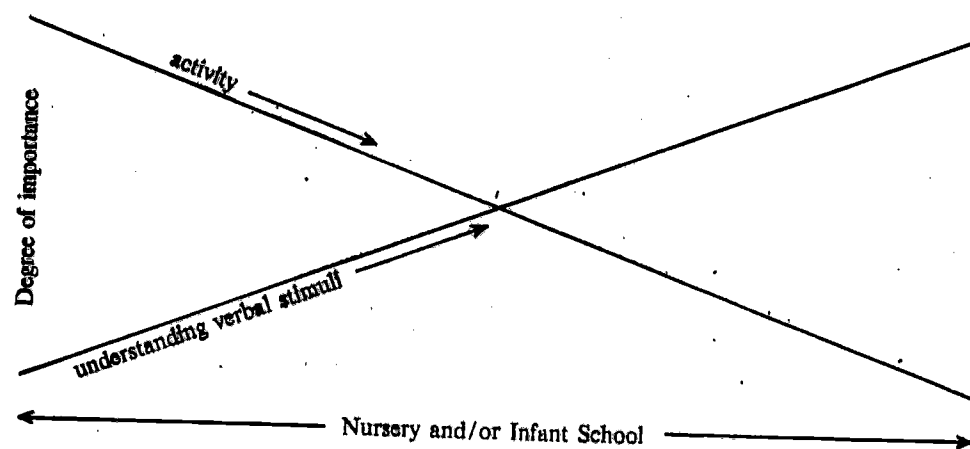 activity
Degree of importance
understanding verbal stimuli
Nursery and/or Infant School